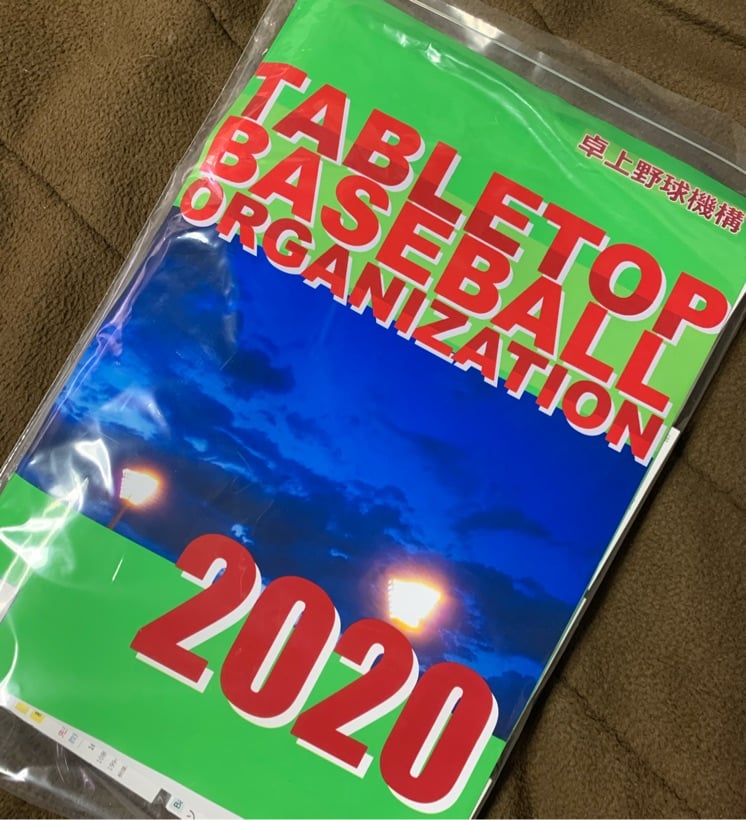 卓上野球機構
TABLETOP
BASEBALL
ORGANIZATION
2020